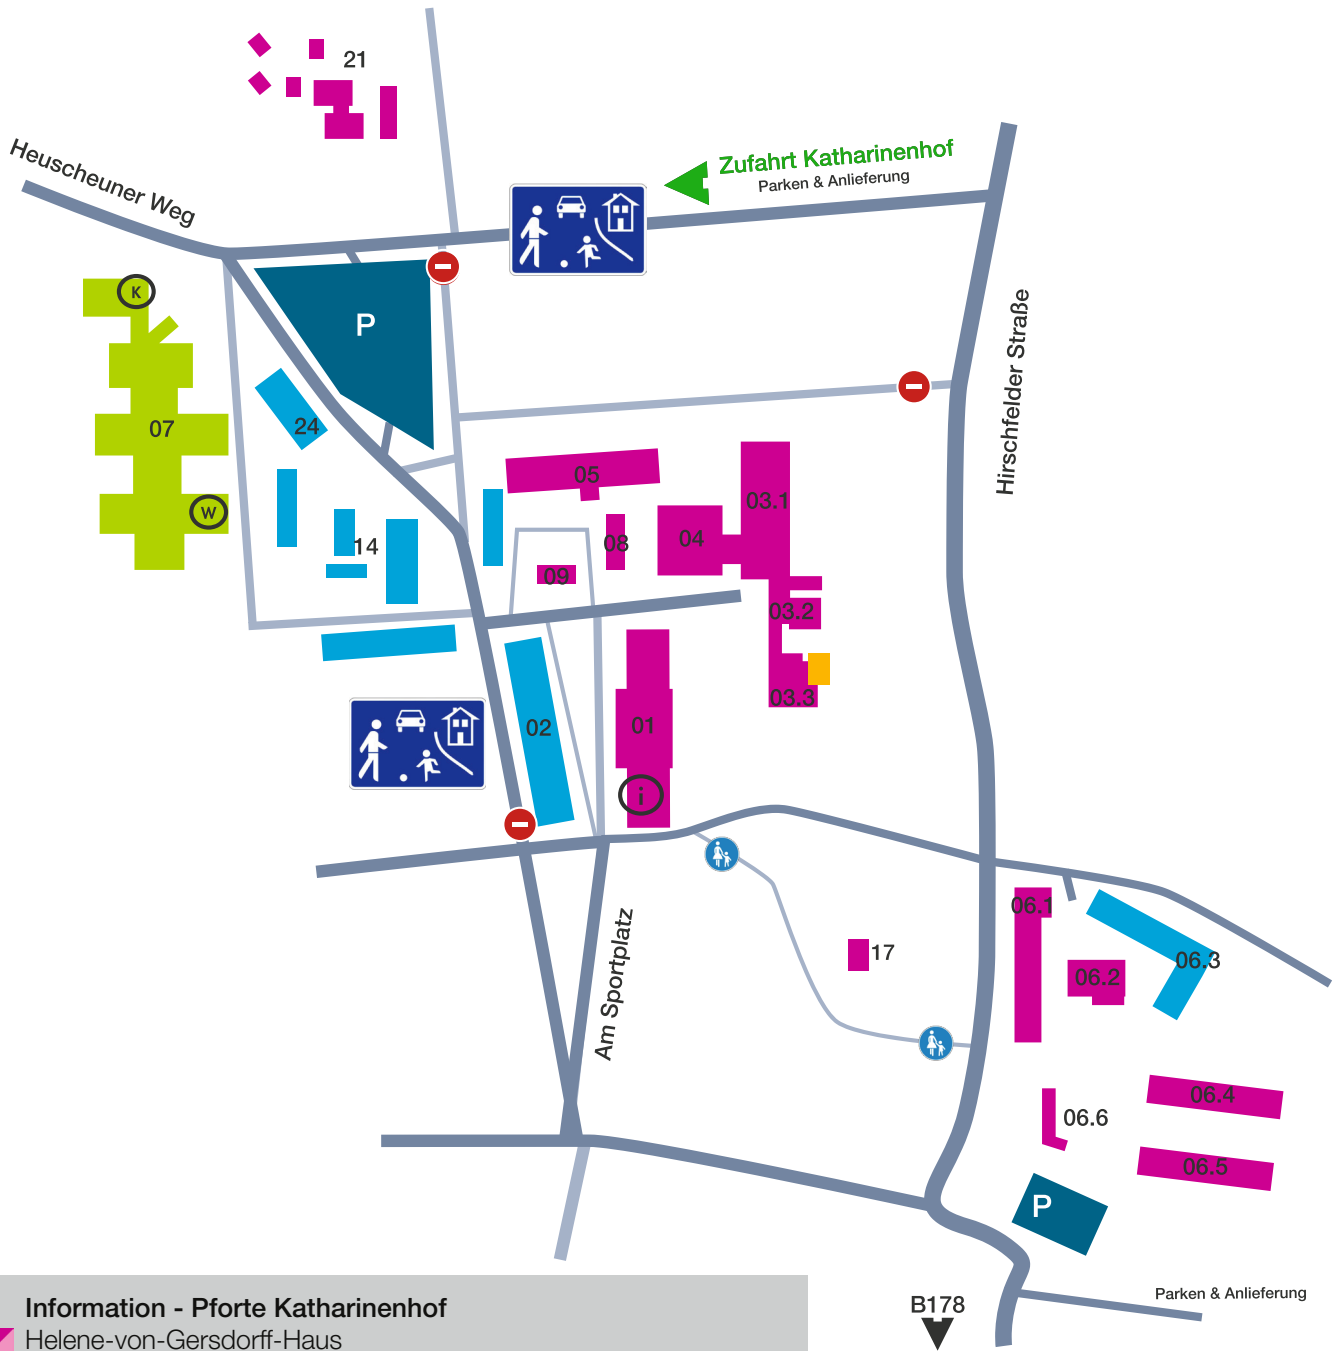 21
Heuscheuner Weg
Zufahrt Katharinenhof
Parken & Anlieferung
K
P
Hirschfelder Straße
24
07
05
03.1
W
04
14
08
09
03.2
03.3
02
01
i
06.1
17
06.3
06.2
Am Sportplatz
06.4
06.6
06.5
P
Parken & Anlieferung
B178
Information - Pforte Katharinenhof
Helene-von-Gersdorff-Haus